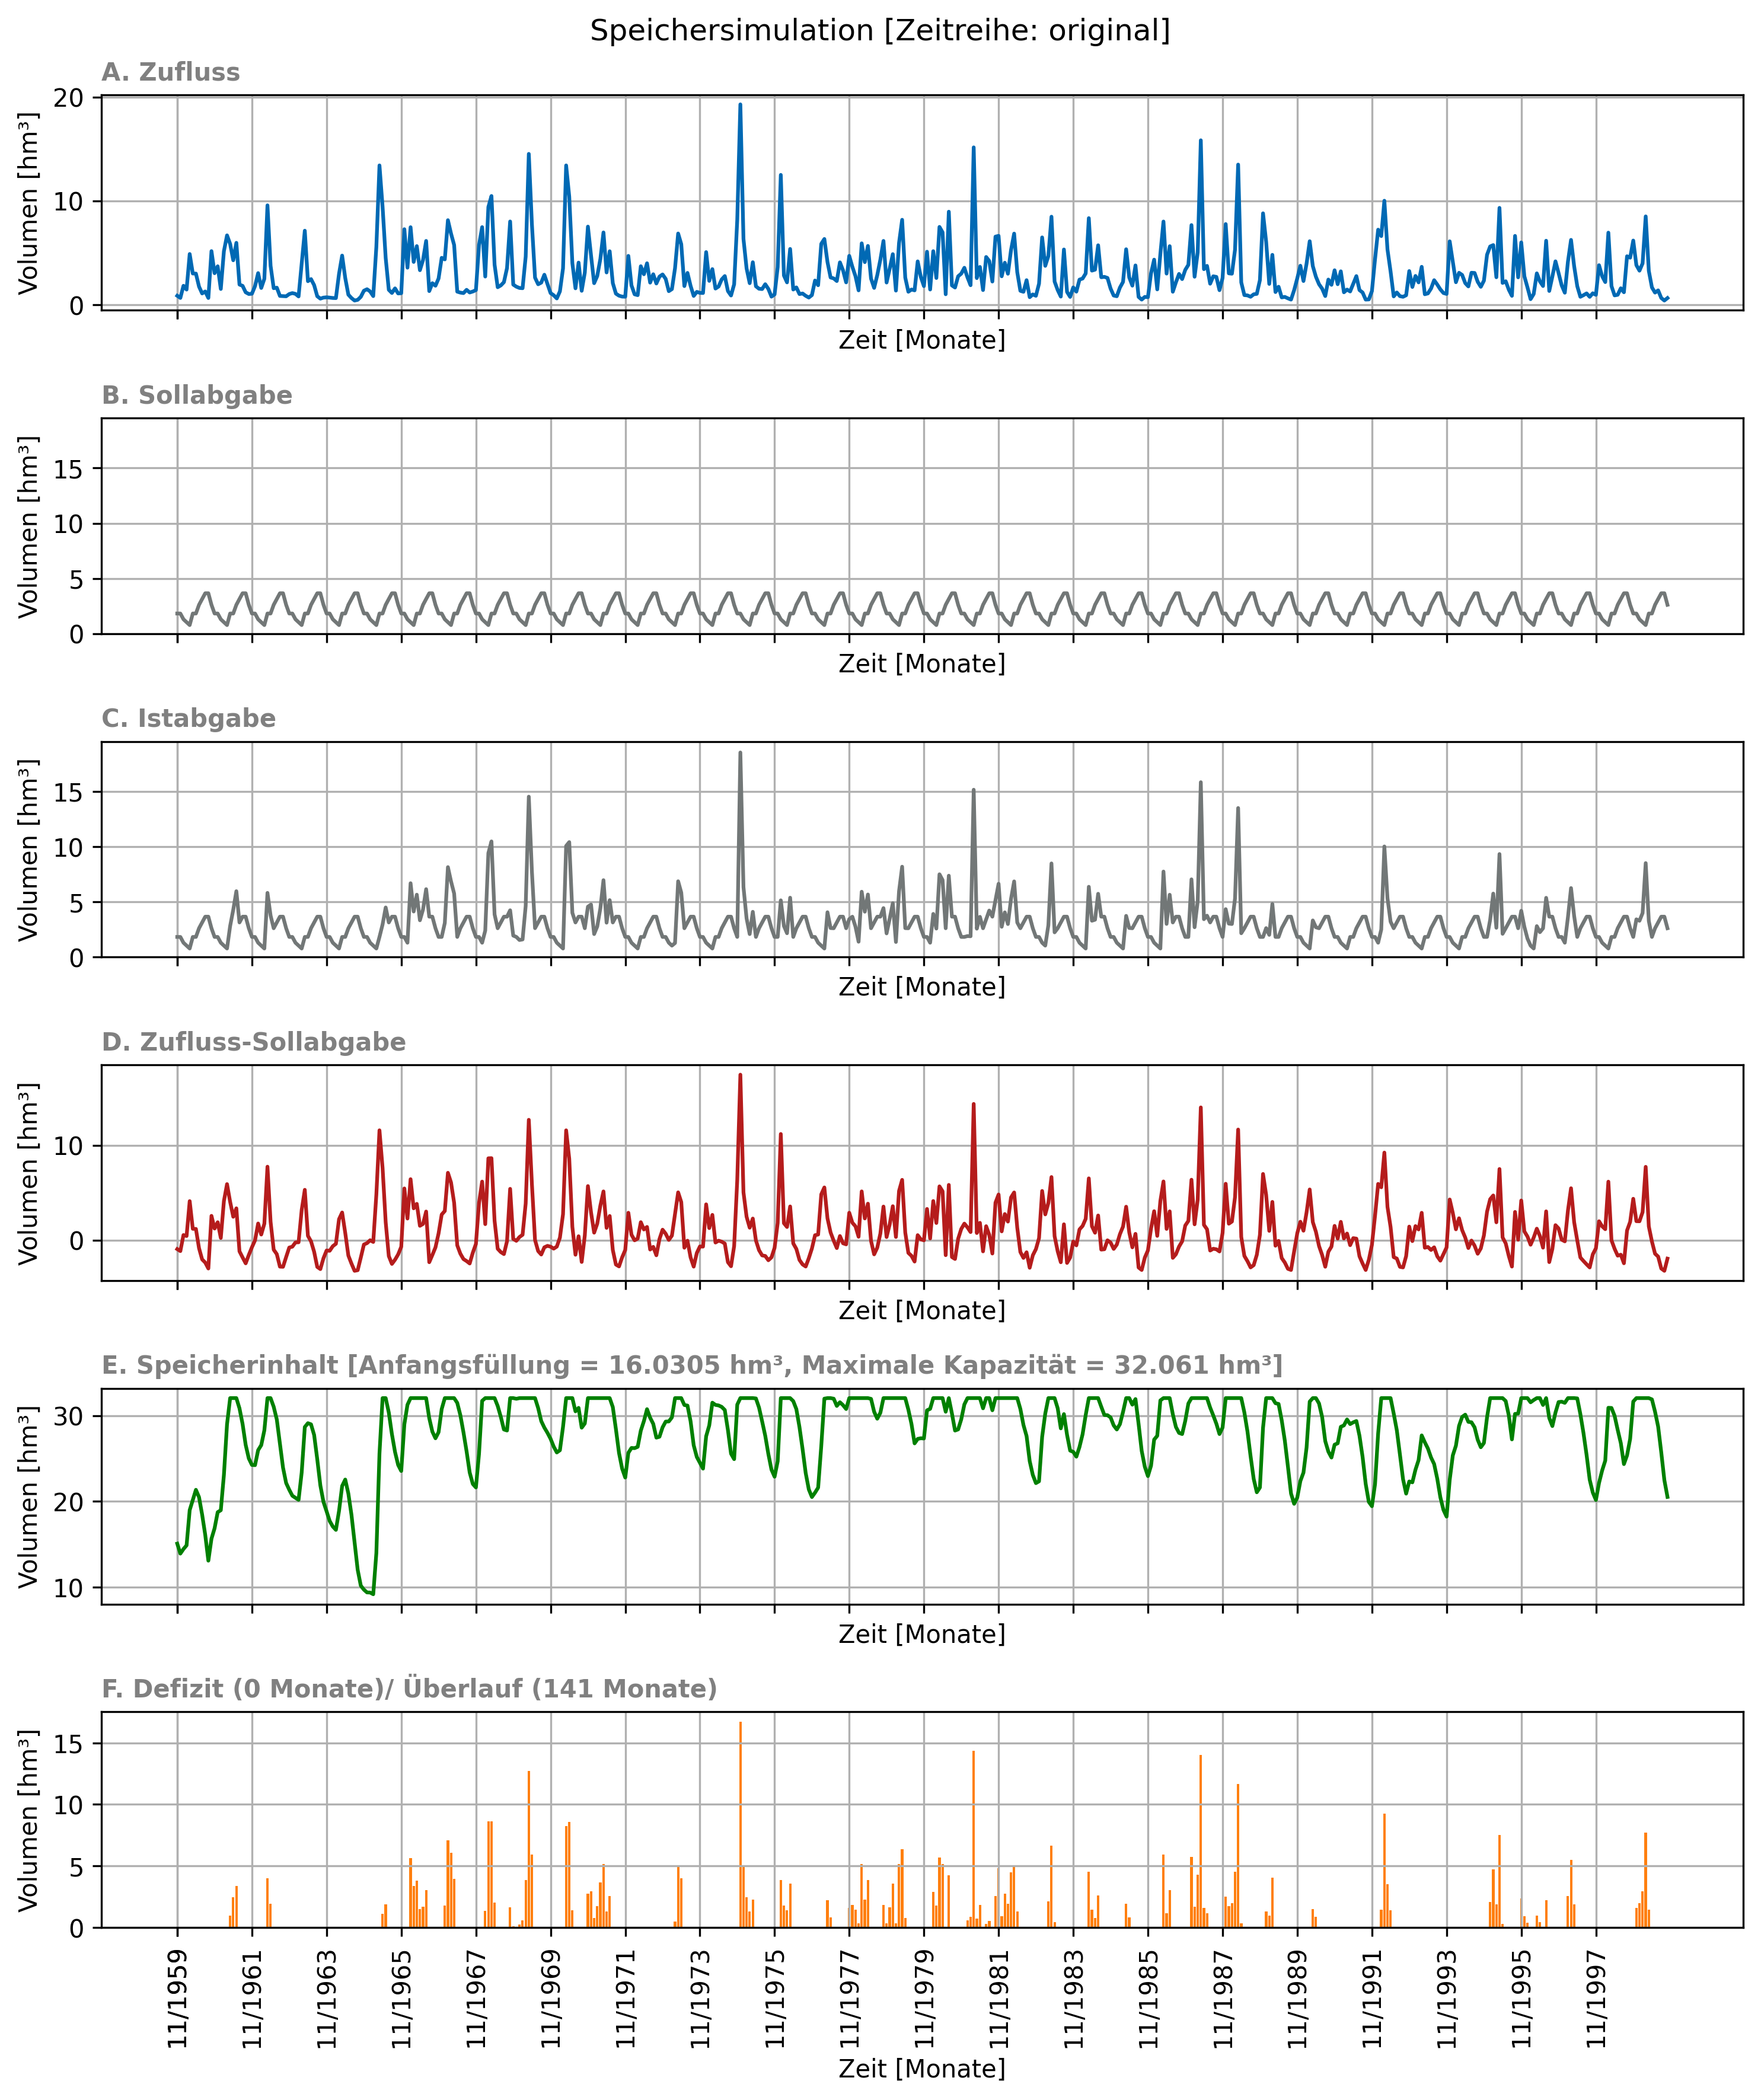 Speichersimulation [Zeitreihe: original]
A. Zufluss
Volumen [hm³]
20
10
0
Zeit [Monate]
B. Sollabgabe
Volumen [hm³]
15
10
5
0
Zeit [Monate]
C. Istabgabe
Volumen [hm³]
15
10
5
0
Zeit [Monate]
D. Zufluss-Sollabgabe
Volumen [hm³]
10
0
Zeit [Monate]
E. Speicherinhalt [Anfangsfüllung = 16.0305 hm³, Maximale Kapazität = 32.061 hm³]
Volumen [hm³]
30
20
10
Zeit [Monate]
F. Defizit (0 Monate)/ Überlauf (141 Monate)
Volumen [hm³]
15
10
5
0
11/1959
11/1961
11/1963
11/1965
11/1967
11/1969
11/1971
11/1973
11/1975
11/1977
11/1979
11/1981
11/1983
11/1985
11/1987
11/1989
11/1991
11/1993
11/1995
11/1997
Zeit [Monate]